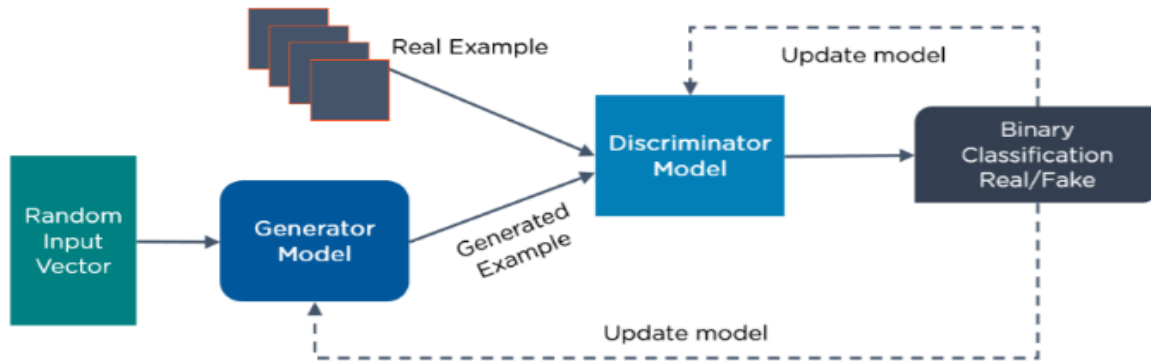 Real Example
Update model
Discriminator
Model
Binary
Classification
Real/Fake
Random
Input
Vector
Generator
Model
Generated
Example
Update model